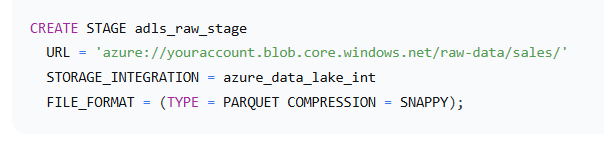 CREATE STAGE adls_raw_stage
URL = 'azure://youraccount.blob.core.windows.net/raw-data/sales/'
STORAGE_INTEGRATION = azure_data_lake_int
FILE_FORMAT = (TYPE = PARQUET COMPRESSION = SNAPPY);